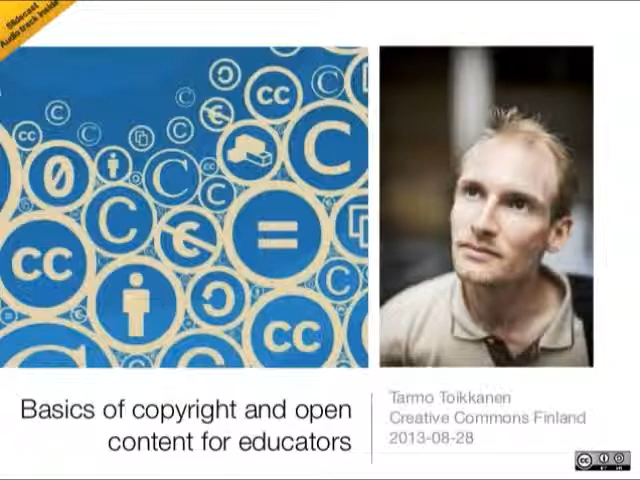 Slidecast
Audio track inside
Basics of copyright and open
content for educators
Tarmo Toikkanen
Creative Commons Finland
2013-08-28